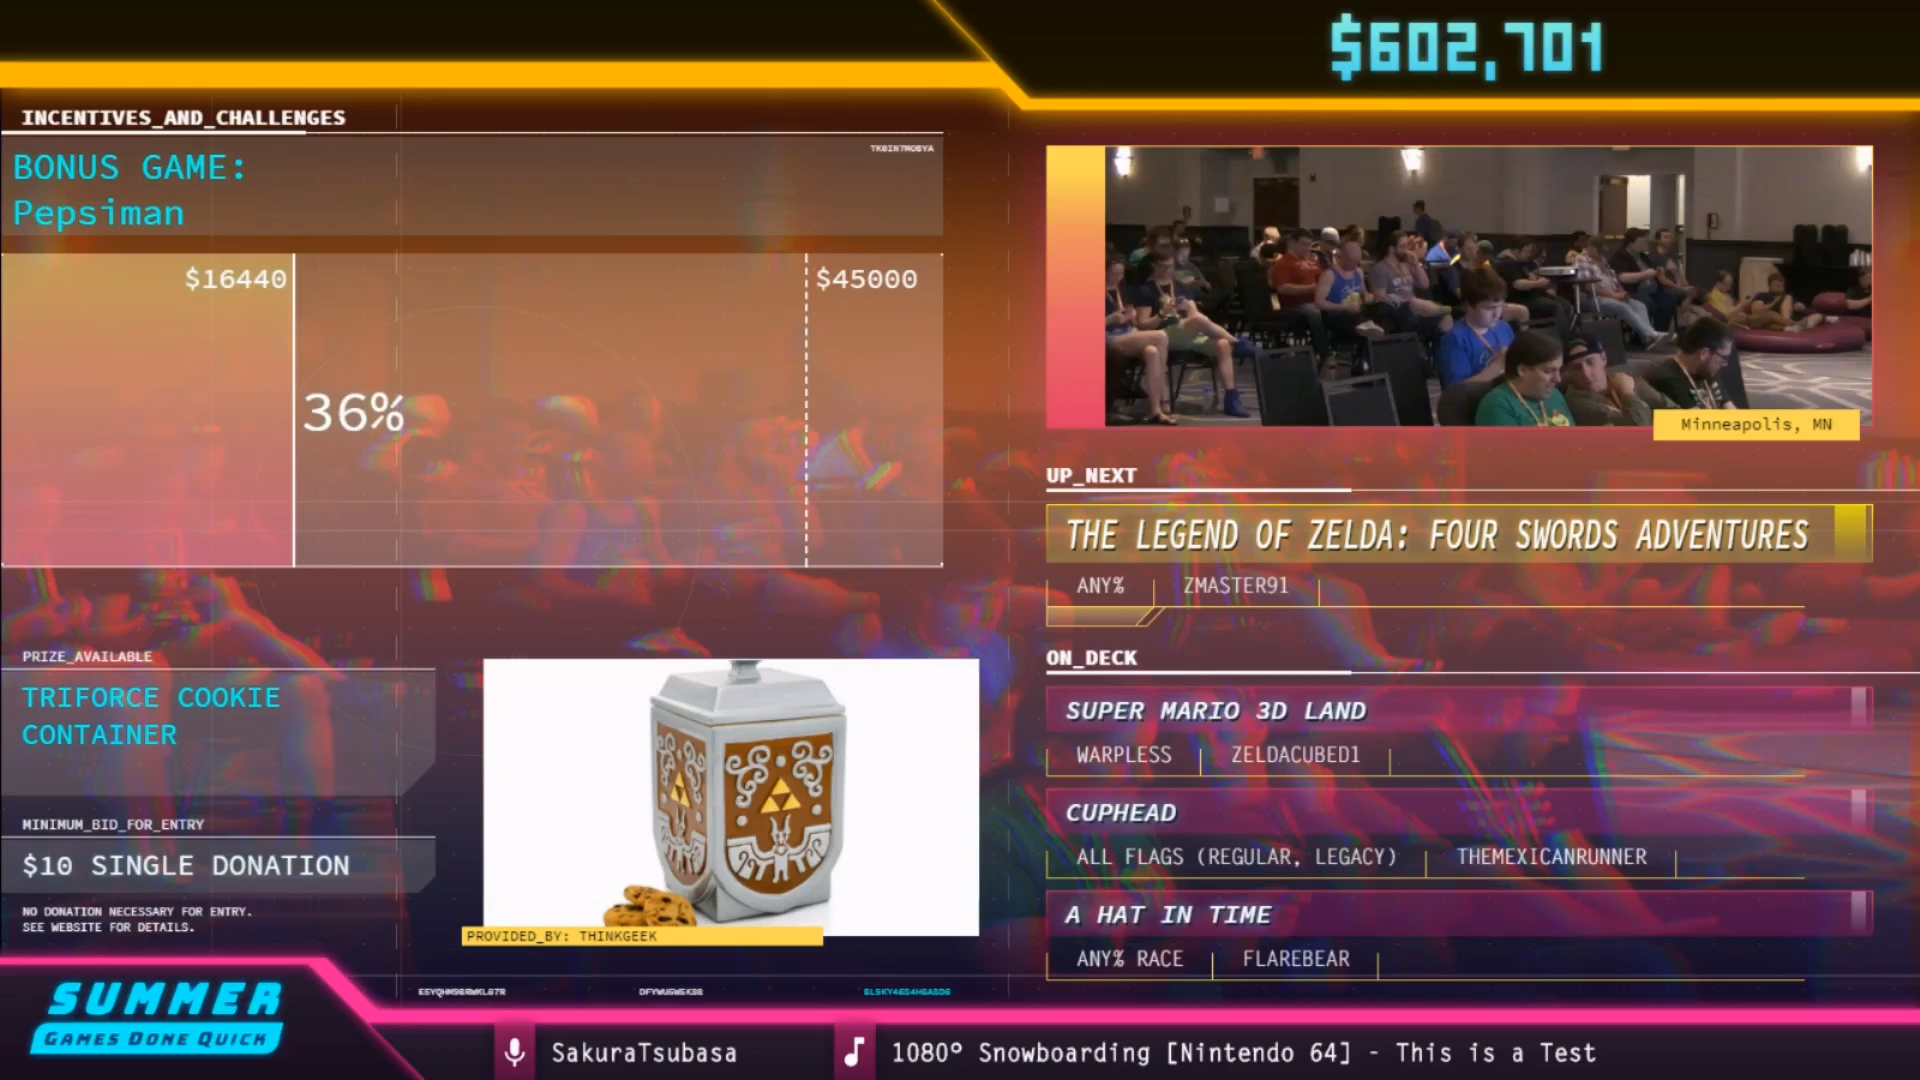 $602,701
INCENTIVES_AND_CHALLENGES
BONUS GAME:
Pepsiman
$16440
$45000
36%
Minneapolis, MN
UP_NEXT
THE LEGEND OF ZELDA: FOUR SWORDS ADVENTURES
ANY%
ZMASTER91
ON_DECK
SUPER MARIO 3D LAND
WARPLESS
ZELDACUBED1
CUPHEAD
ALL FLAGS (REGULAR, LEGACY)
THEMEXICANRUNNER
A HAT IN TIME
ANY% RACE
FLAREBEAR
PRIZE_AVAILABLE
TRIFORCE COOKIE
CONTAINER
MINIMUM_BID_FOR_ENTRY
$10 SINGLE DONATION
NO DONATION NECESSARY FOR ENTRY.
SEE WEBSITE FOR DETAILS.
PROVIDED_BY: THINKGEEK
SUMMER
GAMES DONE QUICK
SakuraTsubasa
1080° Snowboarding [Nintendo 64] - This is a Test